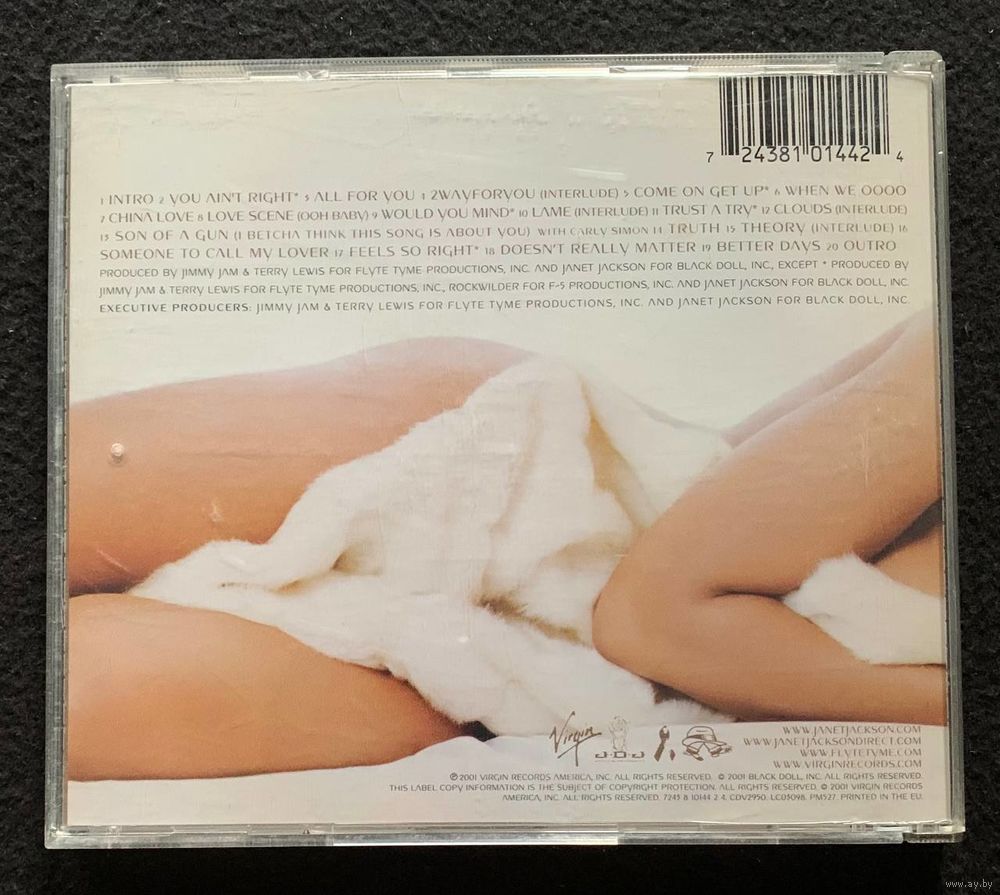 7 24381 01442 4
1 INTRO 2 YOU AIN'T RIGHT* 3 ALL FOR YOU 4 2WAYFORYOU (INTERLUDE) 5 COME ON GET UP* 6 WHEN WE OOOO
7 CHINA LOVE 8 LOVE SCENE (OOH BABY) 9 WOULD YOU MIND* 10 LAME (INTERLUDE) 11 TRUST A TRY* 12 CLOUDS (INTERLUDE)
13 SON OF A GUN (I BETCHA THINK THIS SONG IS ABOUT YOU) WITH CARLY SIMON 14 TRUTH 15 THEORY (INTERLUDE) 16
SOMEONE TO CALL MY LOVER 17 FEELS SO RIGHT* 18 DOESN'T REALLY MATTER 19 BETTER DAYS 20 OUTRO
PRODUCED BY JIMMY JAM & TERRY LEWIS FOR FLYTE TYME PRODUCTIONS, INC. AND JANET JACKSON FOR BLACK DOLL, INC., EXCEPT * PRODUCED BY
JIMMY JAM & TERRY LEWIS FOR FLYTE TYME PRODUCTIONS, INC., ROCKWILDER FOR F-5 PRODUCTIONS, INC. AND JANET JACKSON FOR BLACK DOLL, INC.
EXECUTIVE PRODUCERS: JIMMY JAM & TERRY LEWIS FOR FLYTE TYME PRODUCTIONS, INC. AND JANET JACKSON FOR BLACK DOLL, INC.
Virgin
J-D-J
WWW.JANETJACKSON.COM
WWW.JANETJACKSONDIRECT.COM
WWW.FLYTETYME.COM
WWW.VIRGINRECORDS.COM
℗ 2001 VIRGIN RECORDS AMERICA, INC. ALL RIGHTS RESERVED. © 2001 BLACK DOLL, INC. ALL RIGHTS RESERVED.
THIS LABEL COPY INFORMATION IS THE SUBJECT OF COPYRIGHT PROTECTION. ALL RIGHTS RESERVED. © 2001 VIRGIN RECORDS
AMERICA, INC. ALL RIGHTS RESERVED. 7243 8 10144 2 4. CDV2950. LC03098. PM527. PRINTED IN THE EU.
www.ay.by